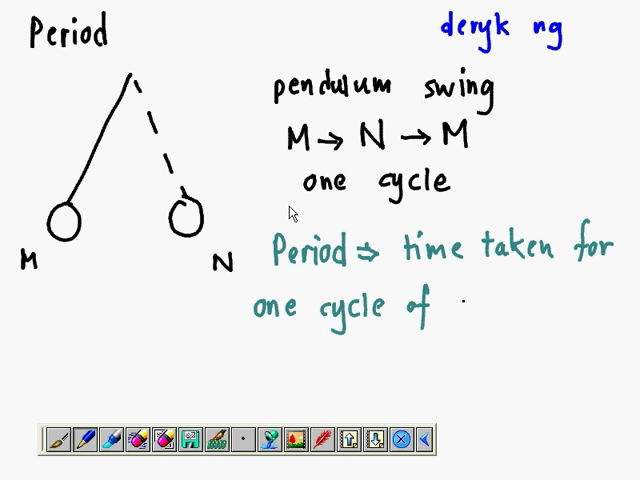 Period
deryk ng
pendulum swing
M → N → M
one cycle
M
N
Period ⇒ time taken for
one cycle of